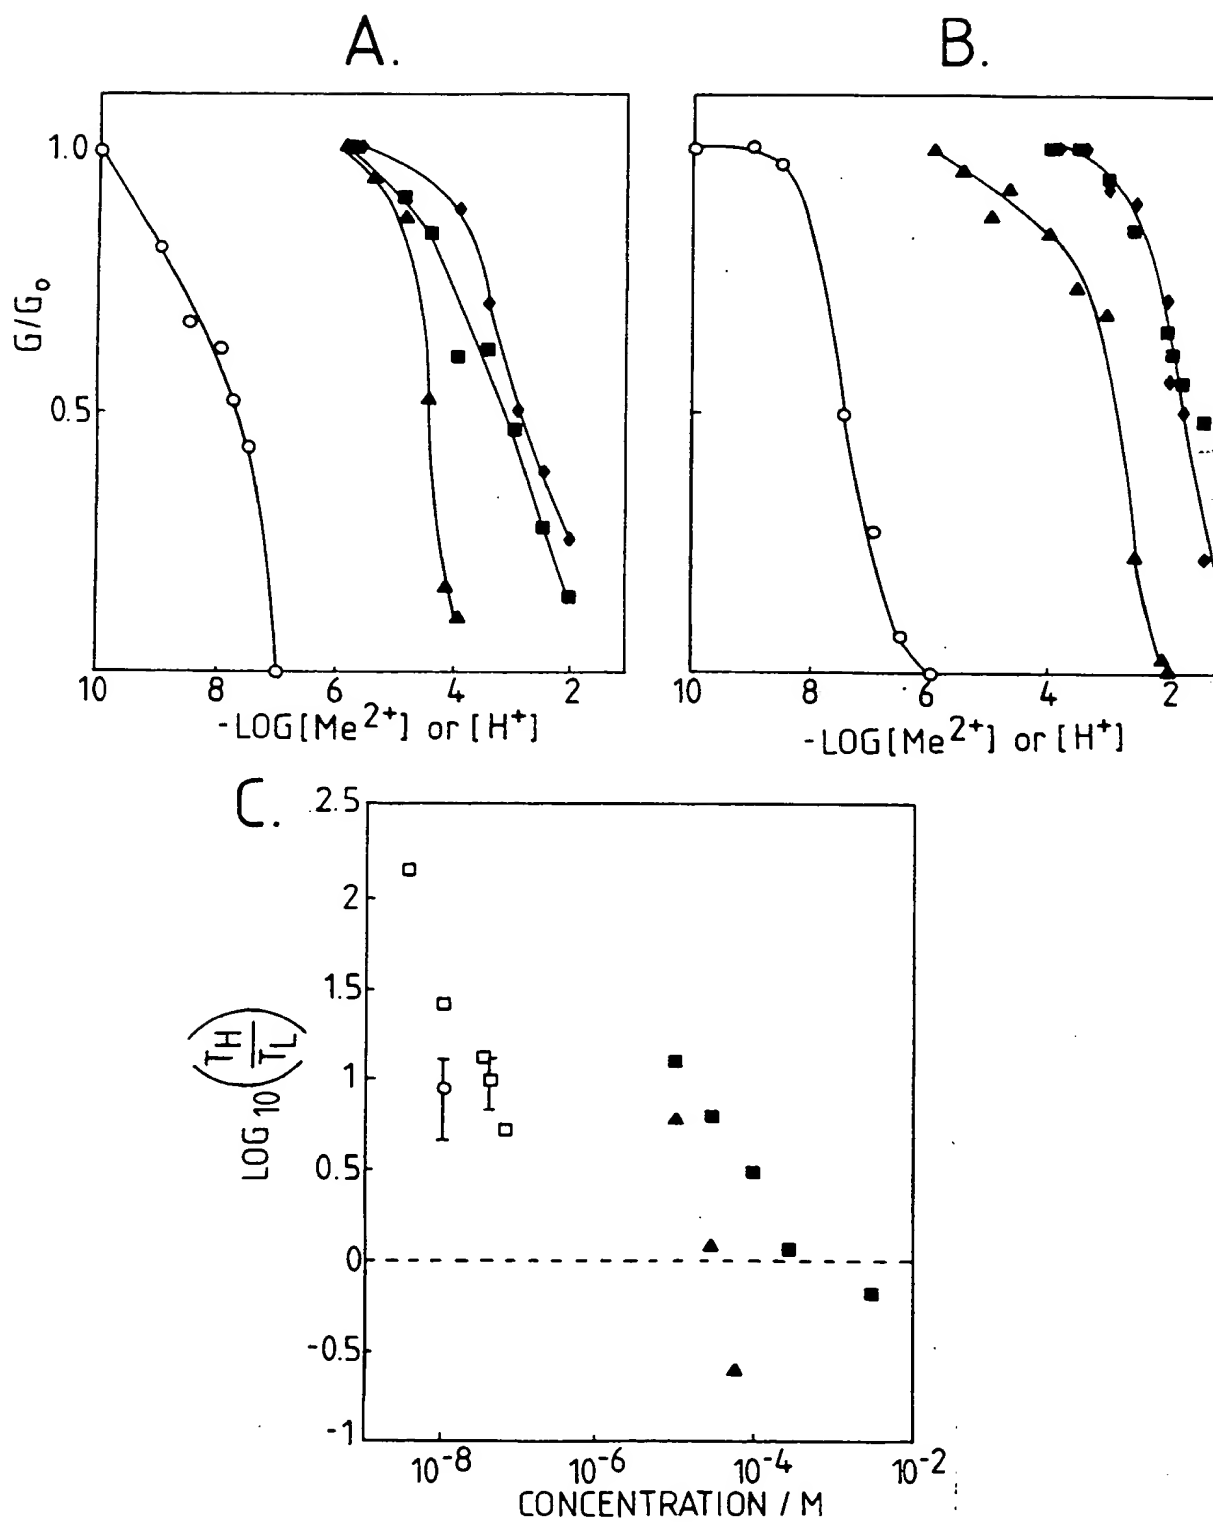 A.
B.
1.0
G/G₀
0.5
10 8 6 4 2
-LOG[Me²⁺] or [H⁺]
10 8 6 4 2
-LOG[Me²⁺] or [H⁺]
C.
2.5
2
1.5
1
0.5
0
-0.5
-1
LOG₁₀(T_H/T_L)
10⁻⁸ 10⁻⁶ 10⁻⁴ 10⁻²
CONCENTRATION / M